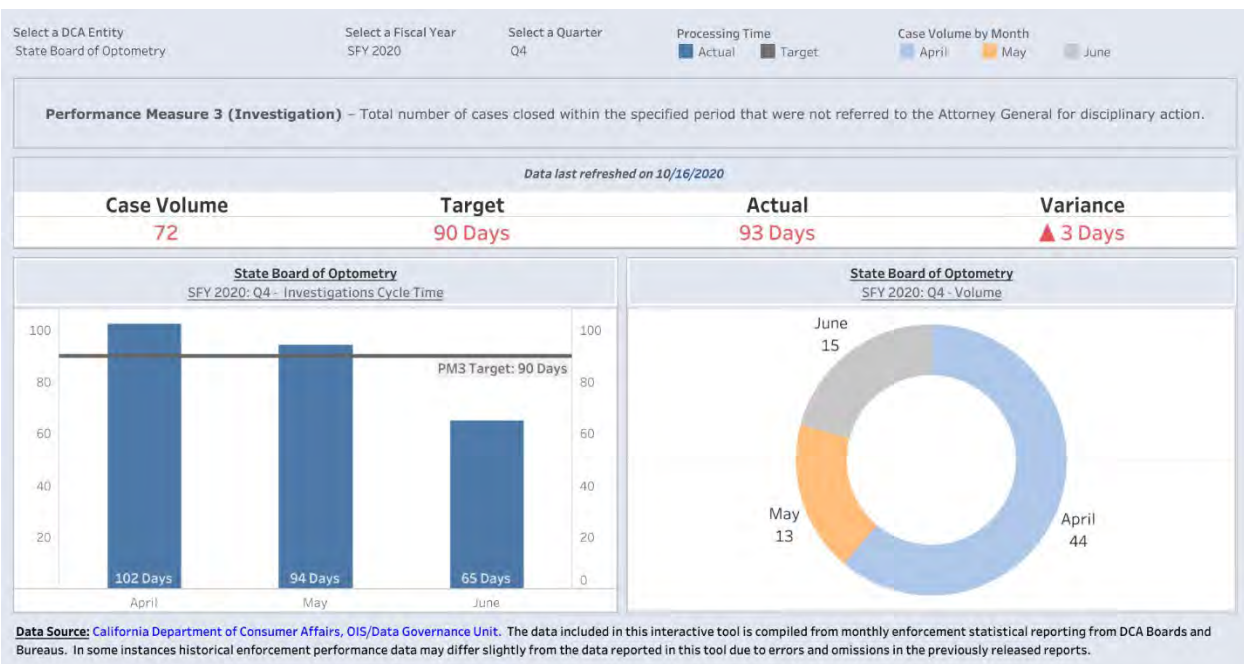 Select a DCA Entity
State Board of Optometry
Select a Fiscal Year
SFY 2020
Select a Quarter
Q4
Processing Time
Actual Target
Case Volume by Month
April May June
Performance Measure 3 (Investigation) – Total number of cases closed within the specified period that were not referred to the Attorney General for disciplinary action.
Data last refreshed on 10/16/2020
Case Volume Target Actual Variance
72 90 Days 93 Days ▲ 3 Days
State Board of Optometry
SFY 2020: Q4 - Investigations Cycle Time
100 100
PM3 Target: 90 Days
80 80
60 60
40 40
20 20
102 Days 94 Days 65 Days 0
April May June
State Board of Optometry
SFY 2020: Q4 - Volume
June
15
May
13
April
44
Data Source: California Department of Consumer Affairs, OIS/Data Governance Unit. The data included in this interactive tool is compiled from monthly enforcement statistical reporting from DCA Boards and
Bureaus. In some instances historical enforcement performance data may differ slightly from the data reported in this tool due to errors and omissions in the previously released reports.